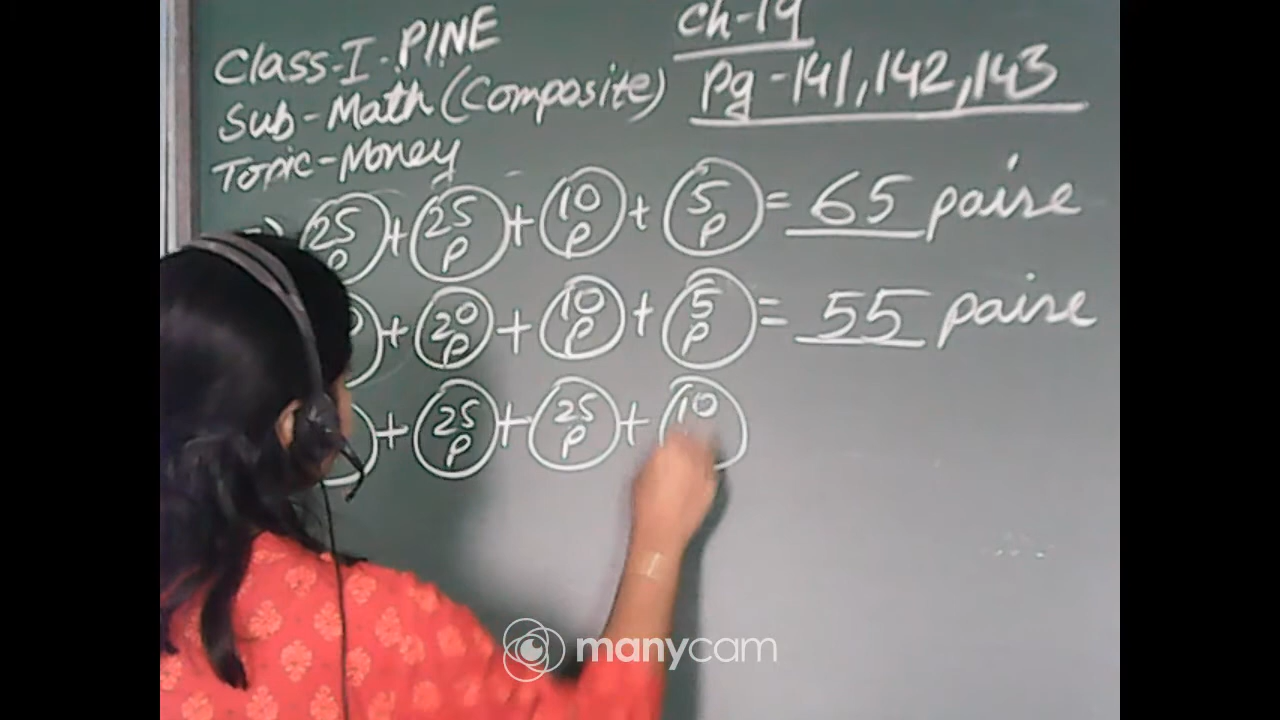 Class-I-PINE
Sub-Math (Composite)
Topic-Money
Ch-19
Pg-141,142,143
25 P + 25 P + 10 P + 5 P = 65 paise
+ 20 P + 10 P + 5 P = 55 paise
+ 25 P + 25 P + 10
manycam